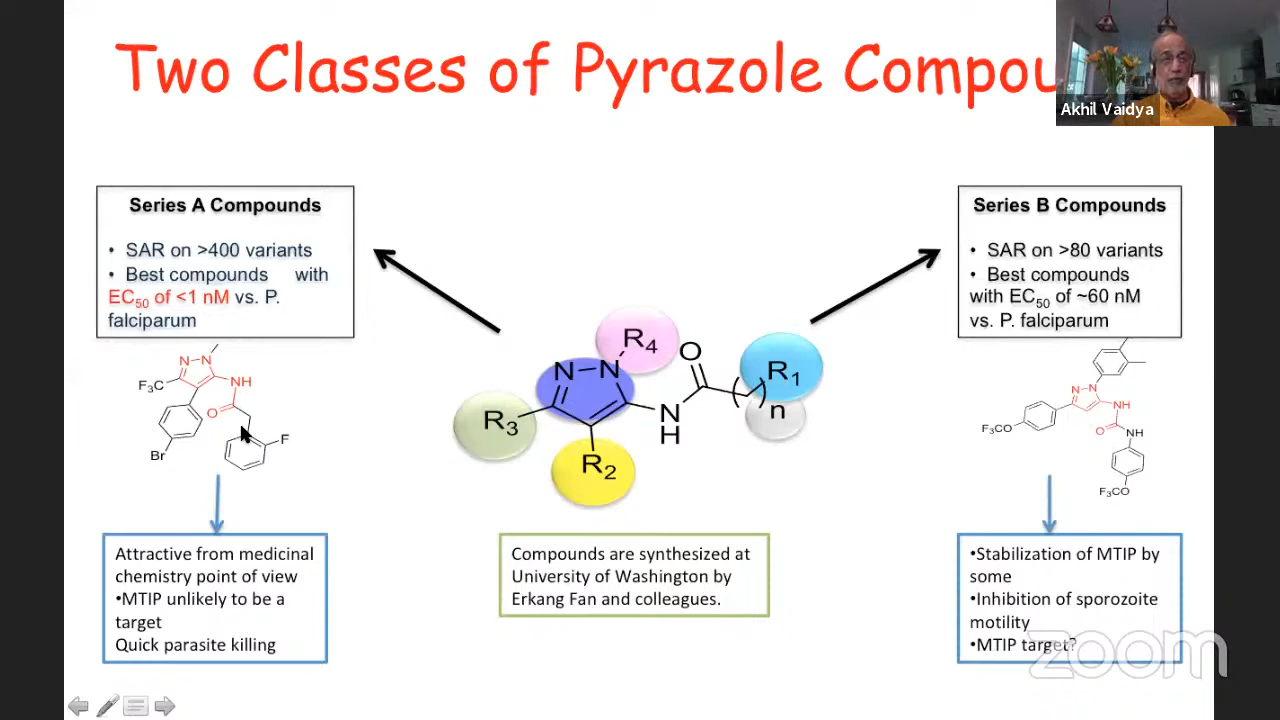 Two Classes of Pyrazole Compou
Akhil Vaidya
Series A Compounds
• SAR on >400 variants
• Best compounds with
EC50 of <1 nM vs. P.
falciparum
Series B Compounds
• SAR on >80 variants
• Best compounds
with EC50 of ~60 nM
vs. P. falciparum
N N
F3C
NH
O
F
Br
R4
N N
O
R1
R3
N
H
n
R2
N N
NH
O
NH
F3CO
F3CO
Attractive from medicinal
chemistry point of view
•MTIP unlikely to be a
target
Quick parasite killing
Compounds are synthesized at
University of Washington by
Erkang Fan and colleagues.
•Stabilization of MTIP by
some
•Inhibition of sporozoite
motility
•MTIP target?
zoom